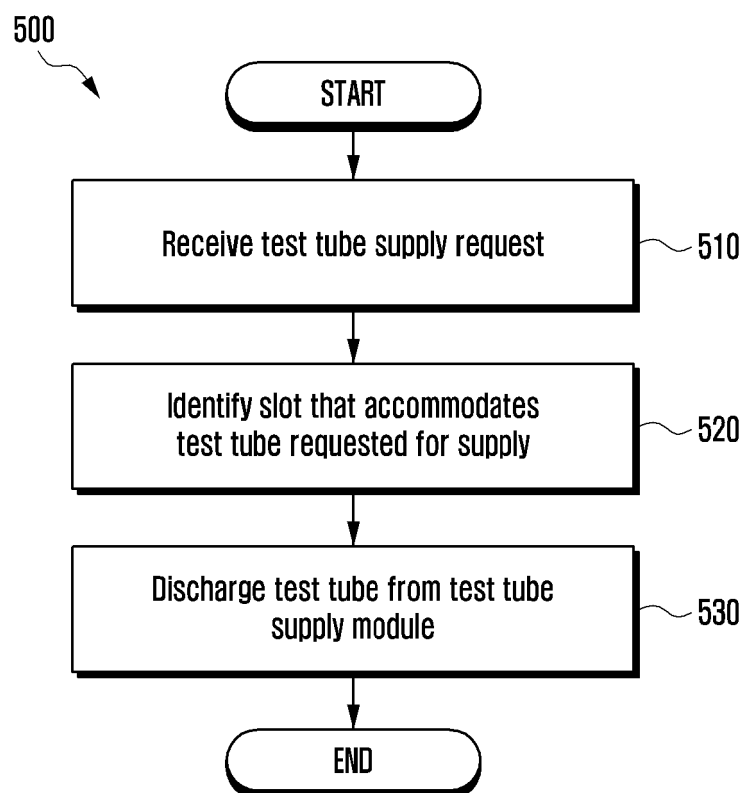 500
START
Receive test tube supply request
510
Identify slot that accommodates
test tube requested for supply
520
Discharge test tube from test tube
supply module
530
END